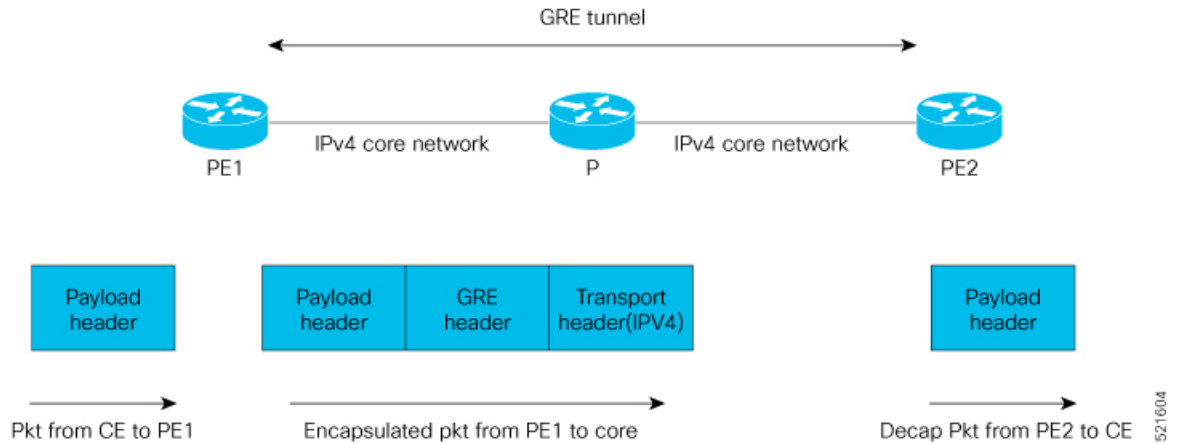 GRE tunnel
IPv4 core network
IPv4 core network
PE1
P
PE2
Payload
header
Payload
header
GRE
header
Transport
header(IPV4)
Payload
header
Pkt from CE to PE1
Encapsulated pkt from PE1 to core
Decap Pkt from PE2 to CE
521604